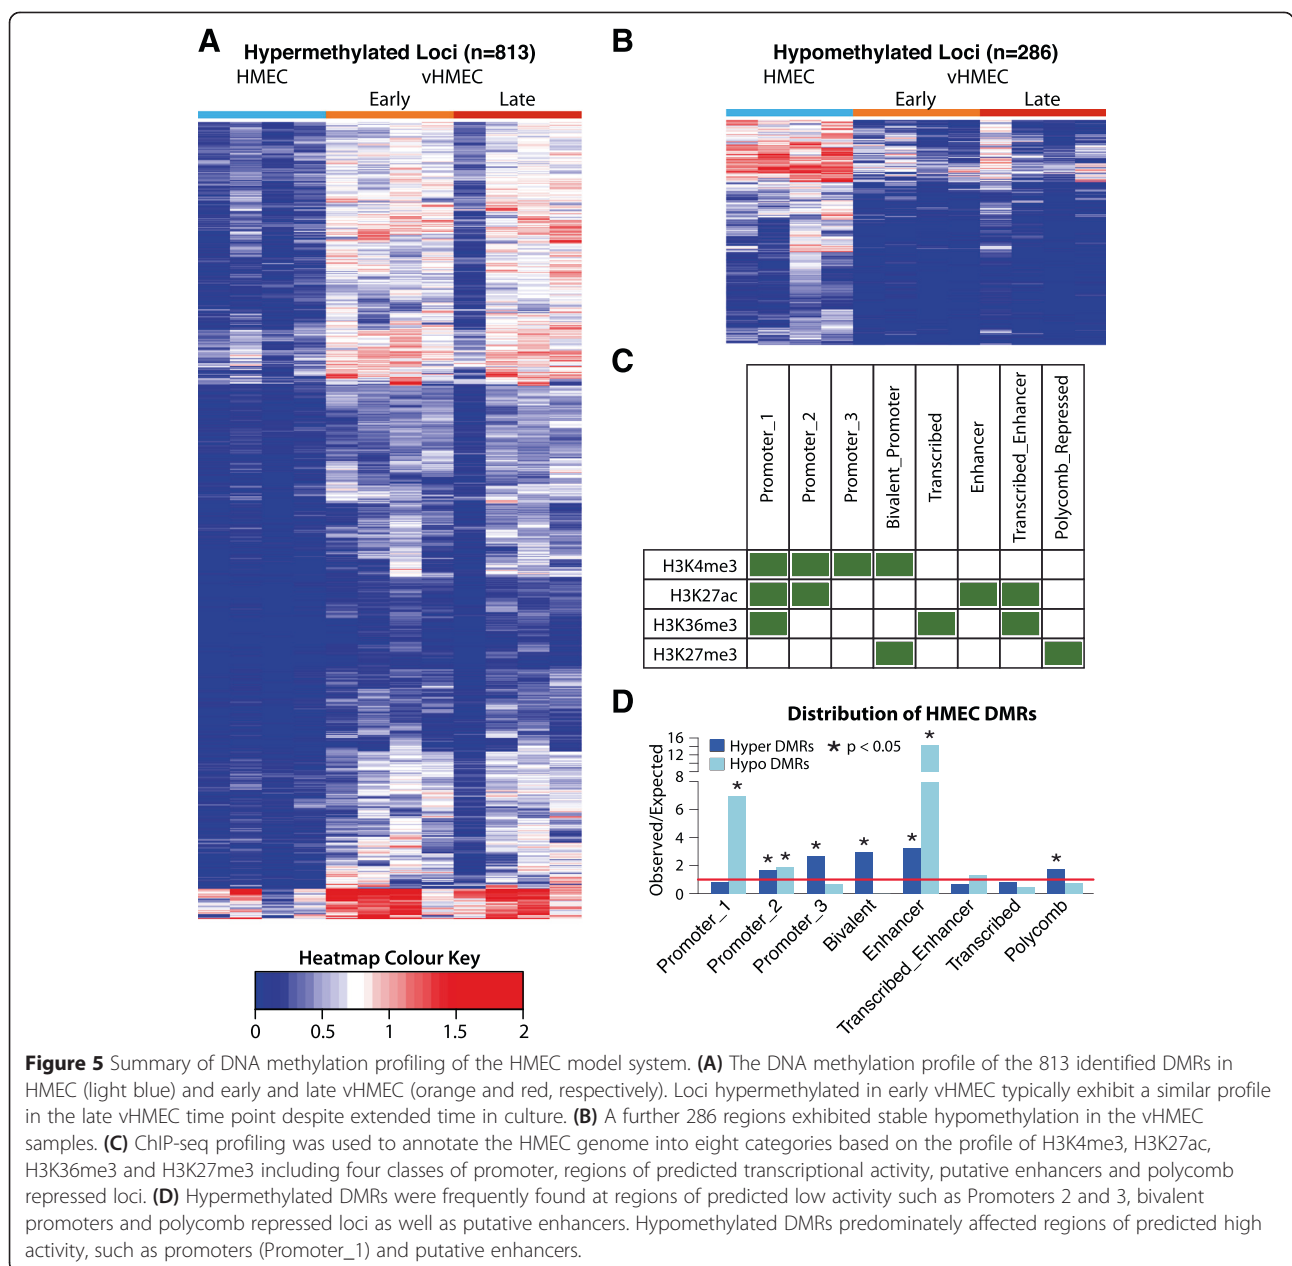 A
Hypermethylated Loci (n=813)
HMEC
vHMEC
Early
Late
B
Hypomethylated Loci (n=286)
HMEC
vHMEC
Early
Late
C
Promoter_1
Promoter_2
Promoter_3
Bivalent_Promoter
Transcribed
Enhancer
Transcribed_Enhancer
Polycomb_Repressed
H3K4me3
H3K27ac
H3K36me3
H3K27me3
D
Distribution of HMEC DMRs
Hyper DMRs
* p < 0.05
Hypo DMRs
Observed/Expected
16
12
8
6
4
2
0
* * * * * * * *
Promoter_1
Promoter_2
Promoter_3
Bivalent
Enhancer
Transcribed_Enhancer
Transcribed
Polycomb
Heatmap Colour Key
0 0.5 1 1.5 2
Figure 5 Summary of DNA methylation profiling of the HMEC model system. (A) The DNA methylation profile of the 813 identified DMRs in
HMEC (light blue) and early and late vHMEC (orange and red, respectively). Loci hypermethylated in early vHMEC typically exhibit a similar profile
in the late vHMEC time point despite extended time in culture. (B) A further 286 regions exhibited stable hypomethylation in the vHMEC
samples. (C) ChIP-seq profiling was used to annotate the HMEC genome into eight categories based on the profile of H3K4me3, H3K27ac,
H3K36me3 and H3K27me3 including four classes of promoter, regions of predicted transcriptional activity, putative enhancers and polycomb
repressed loci. (D) Hypermethylated DMRs were frequently found at regions of predicted low activity such as Promoters 2 and 3, bivalent
promoters and polycomb repressed loci as well as putative enhancers. Hypomethylated DMRs predominately affected regions of predicted high
activity, such as promoters (Promoter_1) and putative enhancers.